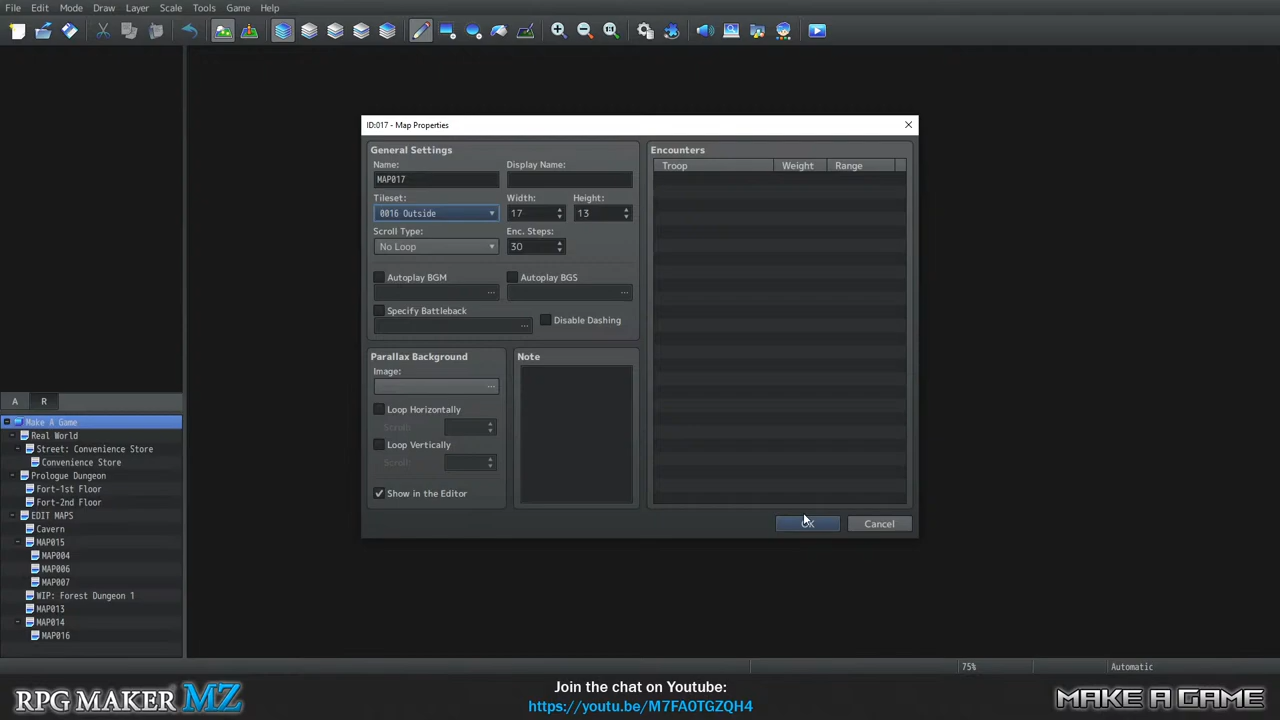 File Edit Mode Draw Layer Scale Tools Game Help
ID:017 - Map Properties
General Settings
Name: Display Name:
MAP017
Tileset: Width: Height:
0016 Outside 17 13
Scroll Type: Enc. Steps:
No Loop 30
Autoplay BGM Autoplay BGS
Specify Battleback
Disable Dashing
Parallax Background
Image:
Loop Horizontally
Scroll:
Loop Vertically
Scroll:
Show in the Editor
Note
Encounters
Troop Weight Range
OK Cancel
A R
Make A Game
Real World
Street: Convenience Store
Convenience Store
Prologue Dungeon
Fort-1st Floor
Fort-2nd Floor
EDIT MAPS
Cavern
MAP015
MAP004
MAP006
MAP007
WIP: Forest Dungeon 1
MAP013
MAP014
MAP016
75% Automatic
RPG MAKER MZ
Join the chat on Youtube:
https://youtu.be/M7FA0TGZQH4
MAKE A GAME